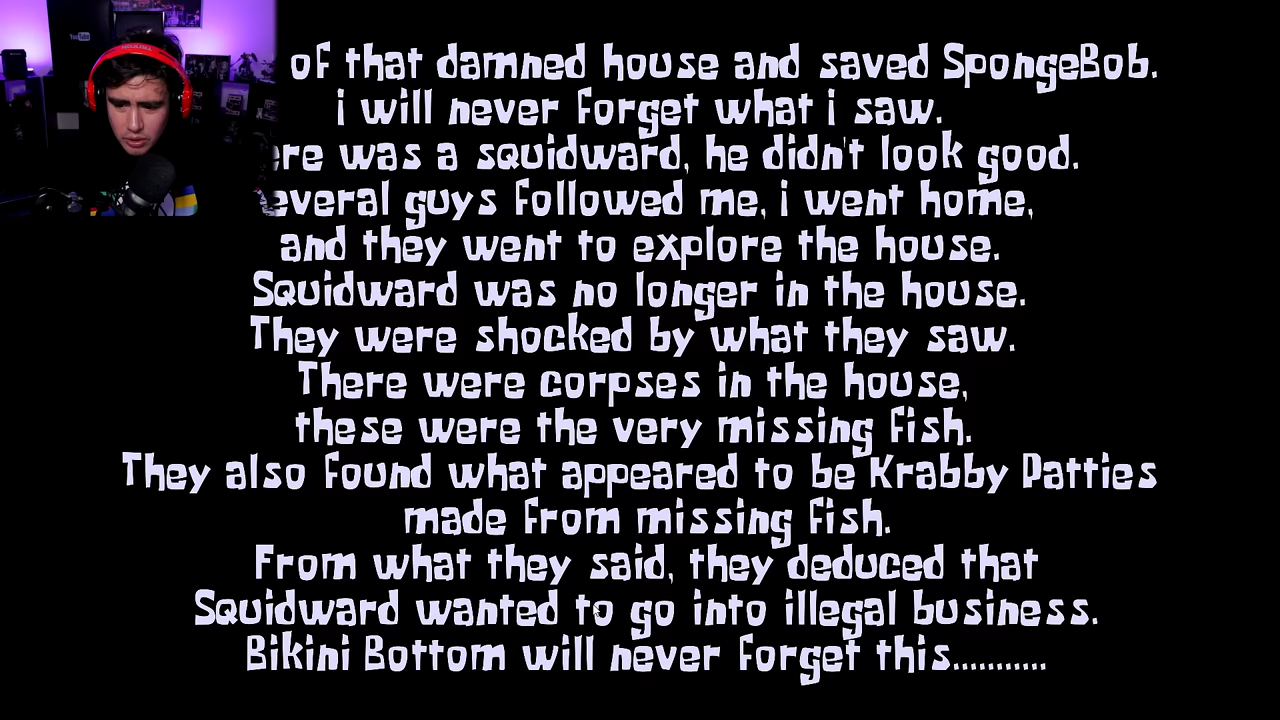 of that damned house and saved SpongeBob.
i will never forget what i saw.
was a squidward, he didn't look good.
guys followed me, i went home,
and they went to explore the house.
Squidward was no longer in the house.
They were shocked by what they saw.
There were corpses in the house,
these were the very missing fish.
They also found what appeared to be Krabby Patties
made from missing fish.
From what they said, they deduced that
Squidward wanted to go into illegal business.
Bikini Bottom will never forget this...........